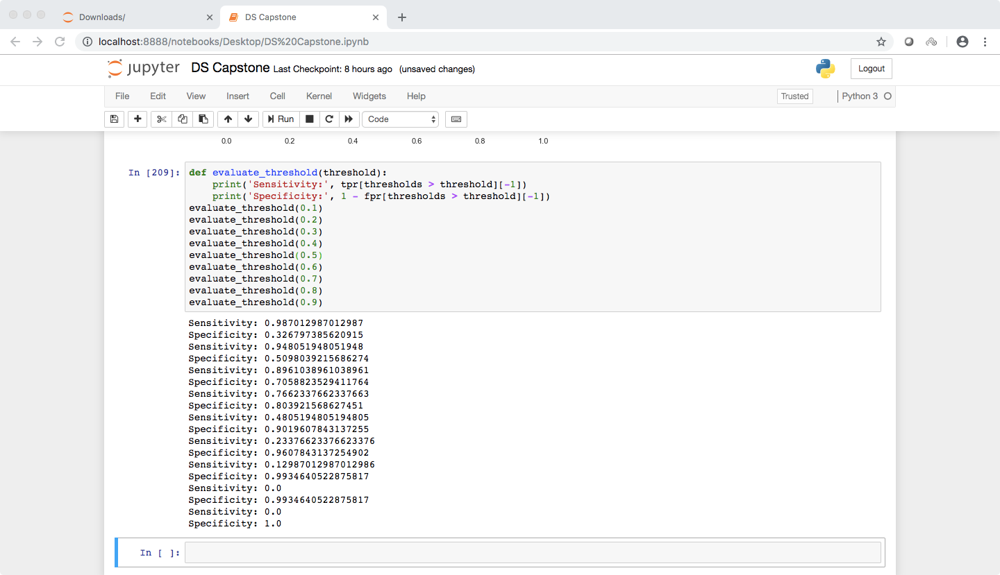 Downloads/
DS Capstone
localhost:8888/notebooks/Desktop/DS%20Capstone.ipynb
jupyter DS Capstone Last Checkpoint: 8 hours ago (unsaved changes)
Logout
File Edit View Insert Cell Kernel Widgets Help
Trusted
Python 3
Run
Code
0.0 0.2 0.4 0.6 0.8 1.0
In [209]:
def evaluate_threshold(threshold):
    print('Sensitivity:', tpr[thresholds > threshold][-1])
    print('Specificity:', 1 - fpr[thresholds > threshold][-1])
evaluate_threshold(0.1)
evaluate_threshold(0.2)
evaluate_threshold(0.3)
evaluate_threshold(0.4)
evaluate_threshold(0.5)
evaluate_threshold(0.6)
evaluate_threshold(0.7)
evaluate_threshold(0.8)
evaluate_threshold(0.9)
Sensitivity: 0.987012987012987
Specificity: 0.326797385620915
Sensitivity: 0.948051948051948
Specificity: 0.5098039215686274
Sensitivity: 0.8961038961038961
Specificity: 0.7058823529411764
Sensitivity: 0.7662337662337663
Specificity: 0.803921568627451
Sensitivity: 0.4805194805194805
Specificity: 0.9019607843137255
Sensitivity: 0.23376623376623376
Specificity: 0.9607843137254902
Sensitivity: 0.12987012987012986
Specificity: 0.9934640522875817
Sensitivity: 0.0
Specificity: 0.9934640522875817
Sensitivity: 0.0
Specificity: 1.0
In [ ]: